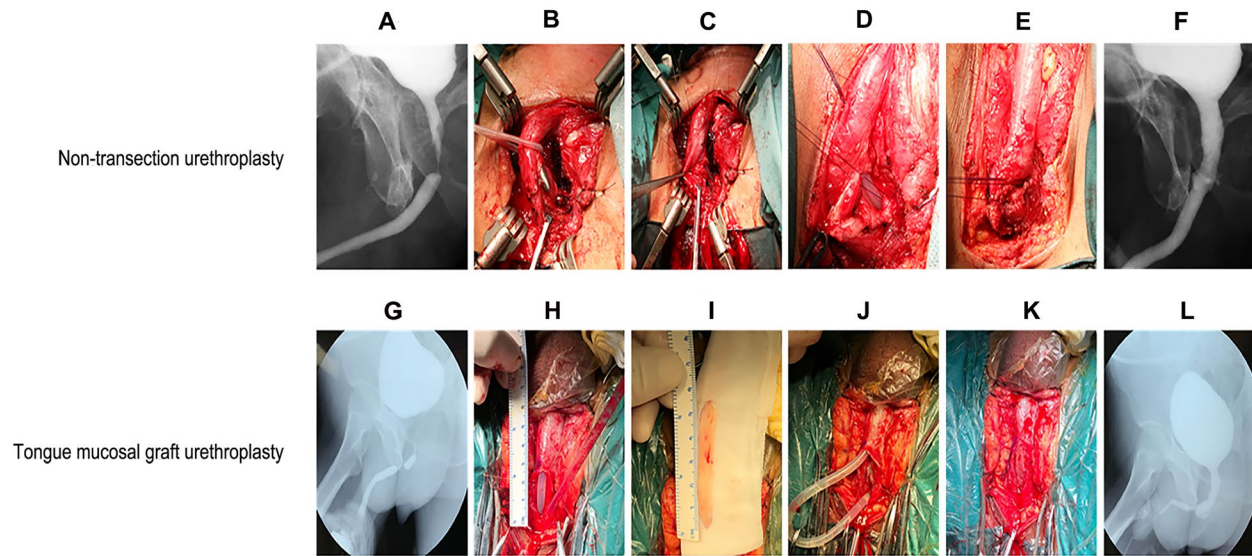 A B C D E F
Non-transection urethroplasty
G H I J K L
Tongue mucosal graft urethroplasty